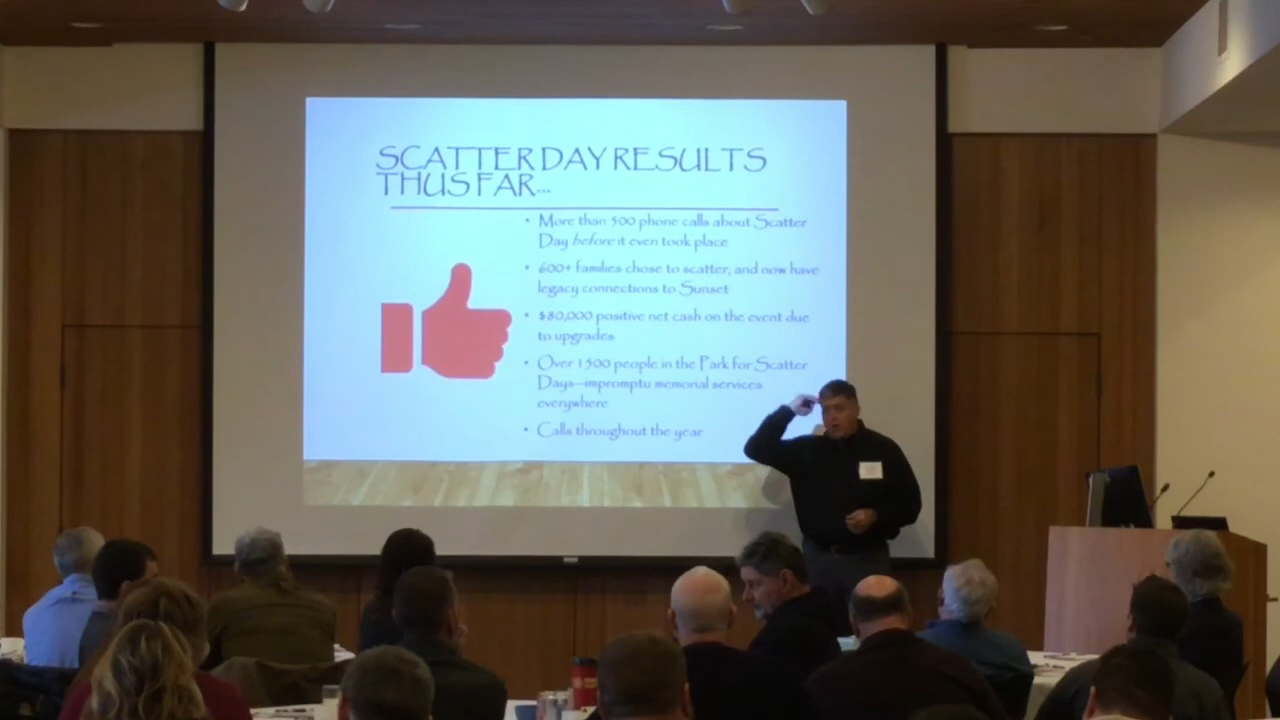 SCATTER DAY RESULTS
THUS FAR...
• More than 500 phone calls about Scatter
Day before it even took place
• 600+ families chose to scatter, and now have
legacy connections to Sunset
• $80,000 positive net cash on the event due
to upgrades
• Over 1500 people in the Park for Scatter
Days—impromptu memorial services
everywhere
• Calls throughout the year